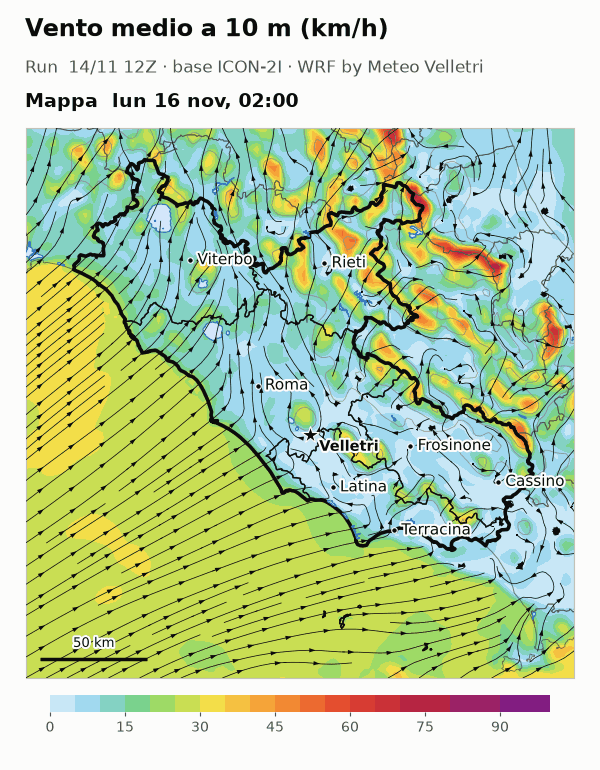 Vento medio a 10 m (km/h)
Run  14/11 12Z · base ICON-2I · WRF by Meteo Velletri
Mappa  lun 16 nov, 02:00
Viterbo
Rieti
Roma
Velletri
Frosinone
Latina
Cassino
Terracina
50 km
0 15 30 45 60 75 90